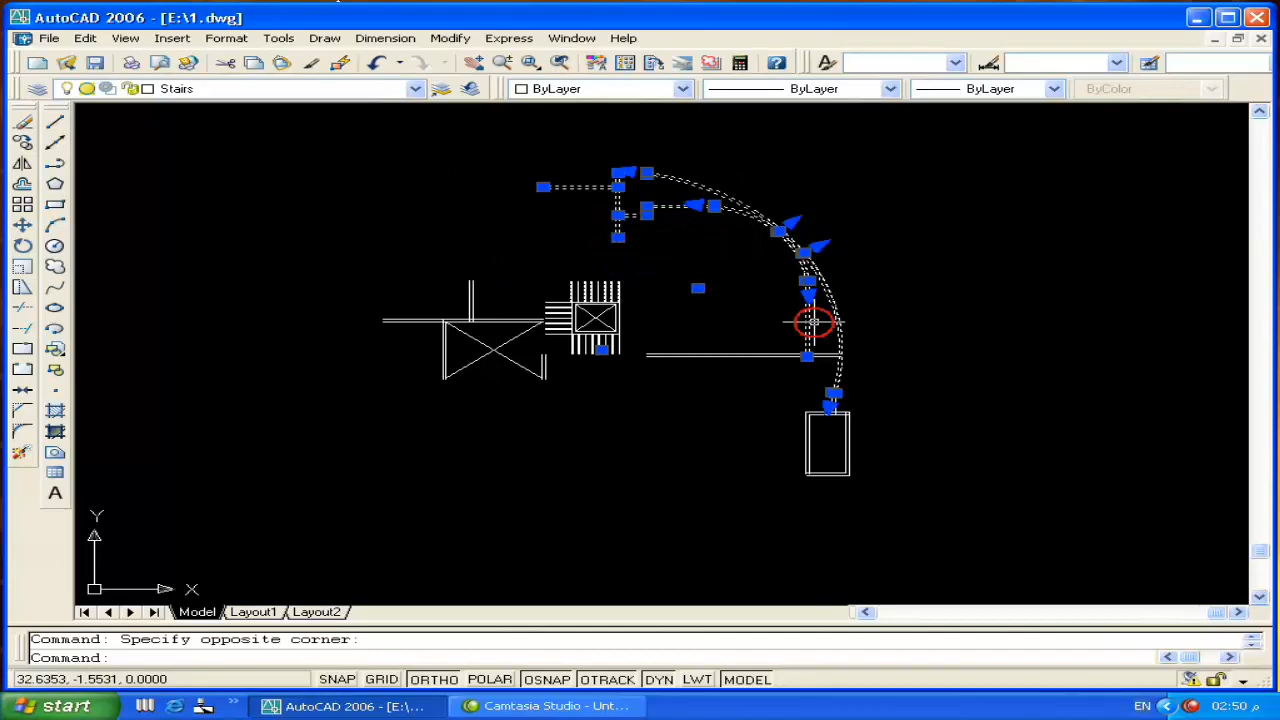 AutoCAD 2006 - [E:\1.dwg]
File Edit View Insert Format Tools Draw Dimension Modify Express Window Help
Stairs ByLayer ByLayer ByLayer ByColor
A
Y
X
Model Layout1 Layout2
Command: Specify opposite corner:
Command:
32.6353, -1.5531, 0.0000 SNAP GRID ORTHO POLAR OSNAP OTRACK DYN LWT MODEL
start AutoCAD 2006 - [E:\... Camtasia Studio - Unt... EN 02:50 م